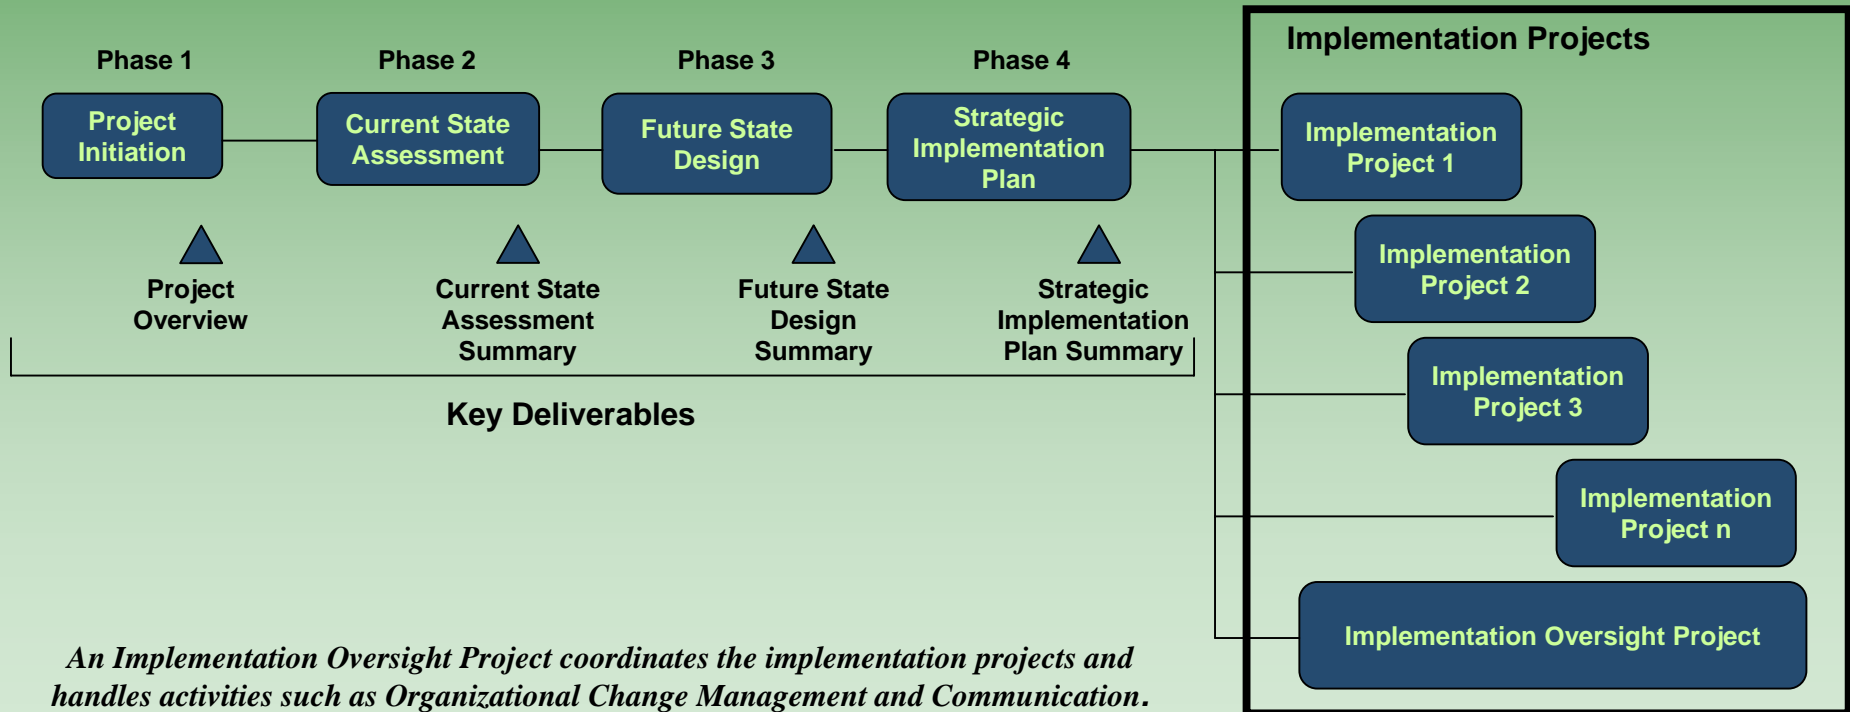 Implementation Projects
Phase 1
Phase 2
Phase 3
Phase 4
Project
Initiation
Current State
Assessment
Future State
Design
Strategic
Implementation
Plan
Implementation
Project 1
Implementation
Project 2
Implementation
Project 3
Implementation
Project n
Implementation Oversight Project
Project
Overview
Current State
Assessment
Summary
Future State
Design
Summary
Strategic
Implementation
Plan Summary
Key Deliverables
An Implementation Oversight Project coordinates the implementation projects and
handles activities such as Organizational Change Management and Communication.